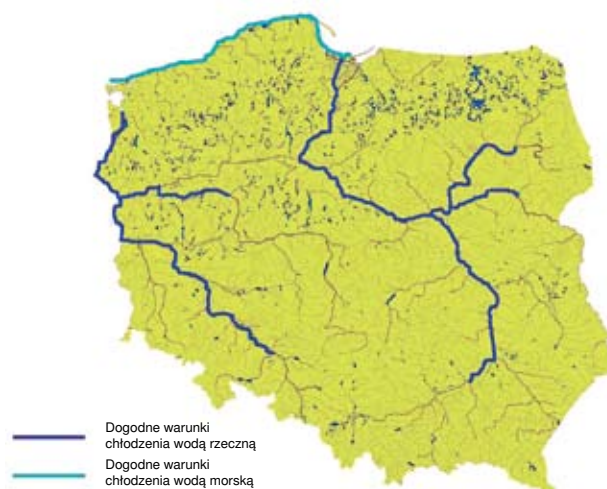 Dogodne warunki
chłodzenia wodą rzeczną
Dogodne warunki
chłodzenia wodą morską